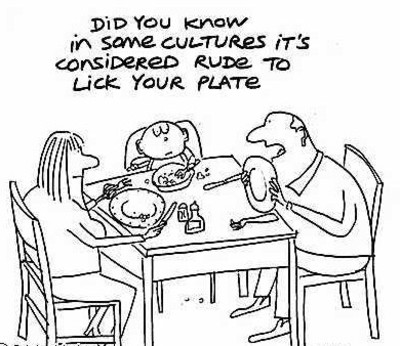 DiD YOU KNOW
in SOME CULTURES iT'S
CONSIDERED RUDE TO
LiCK YOUR PLATE